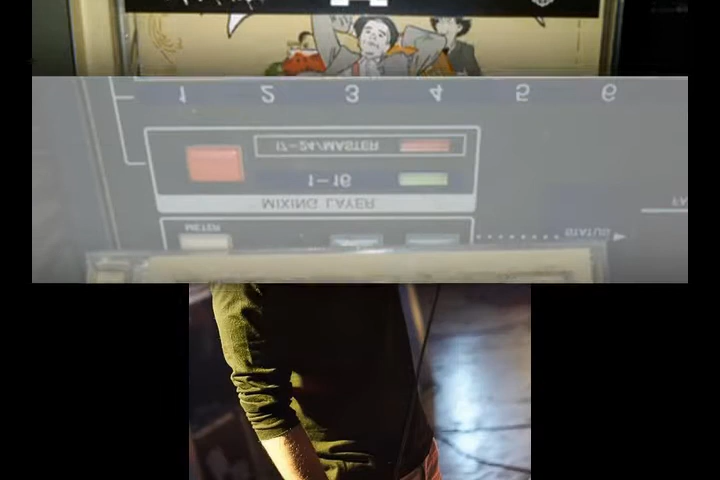 1 2 3 4 5 6
17-24/MASTER
1-16
MIXING LAYER
METER
STATUS